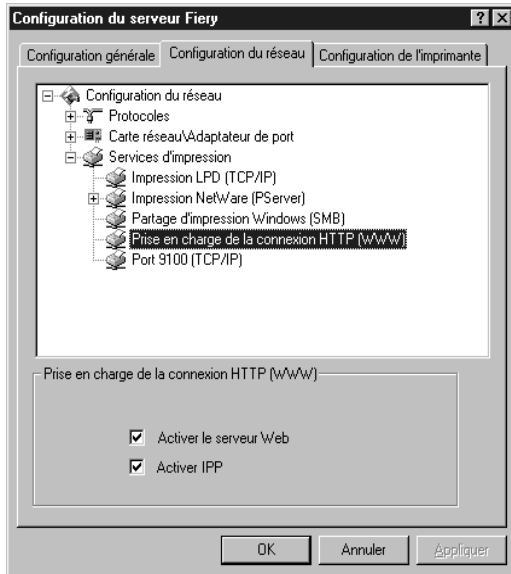 Configuration du serveur Fiery
Configuration générale
Configuration du réseau
Configuration de l'imprimante
Configuration du réseau
Protocoles
Carte réseau\Adaptateur de port
Services d'impression
Impression LPD (TCP/IP)
Impression NetWare (PServer)
Partage d'impression Windows (SMB)
Prise en charge de la connexion HTTP (WWW)
Port 9100 (TCP/IP)
Prise en charge de la connexion HTTP (WWW)
Activer le serveur Web
Activer IPP
OK
Annuler
Appliquer